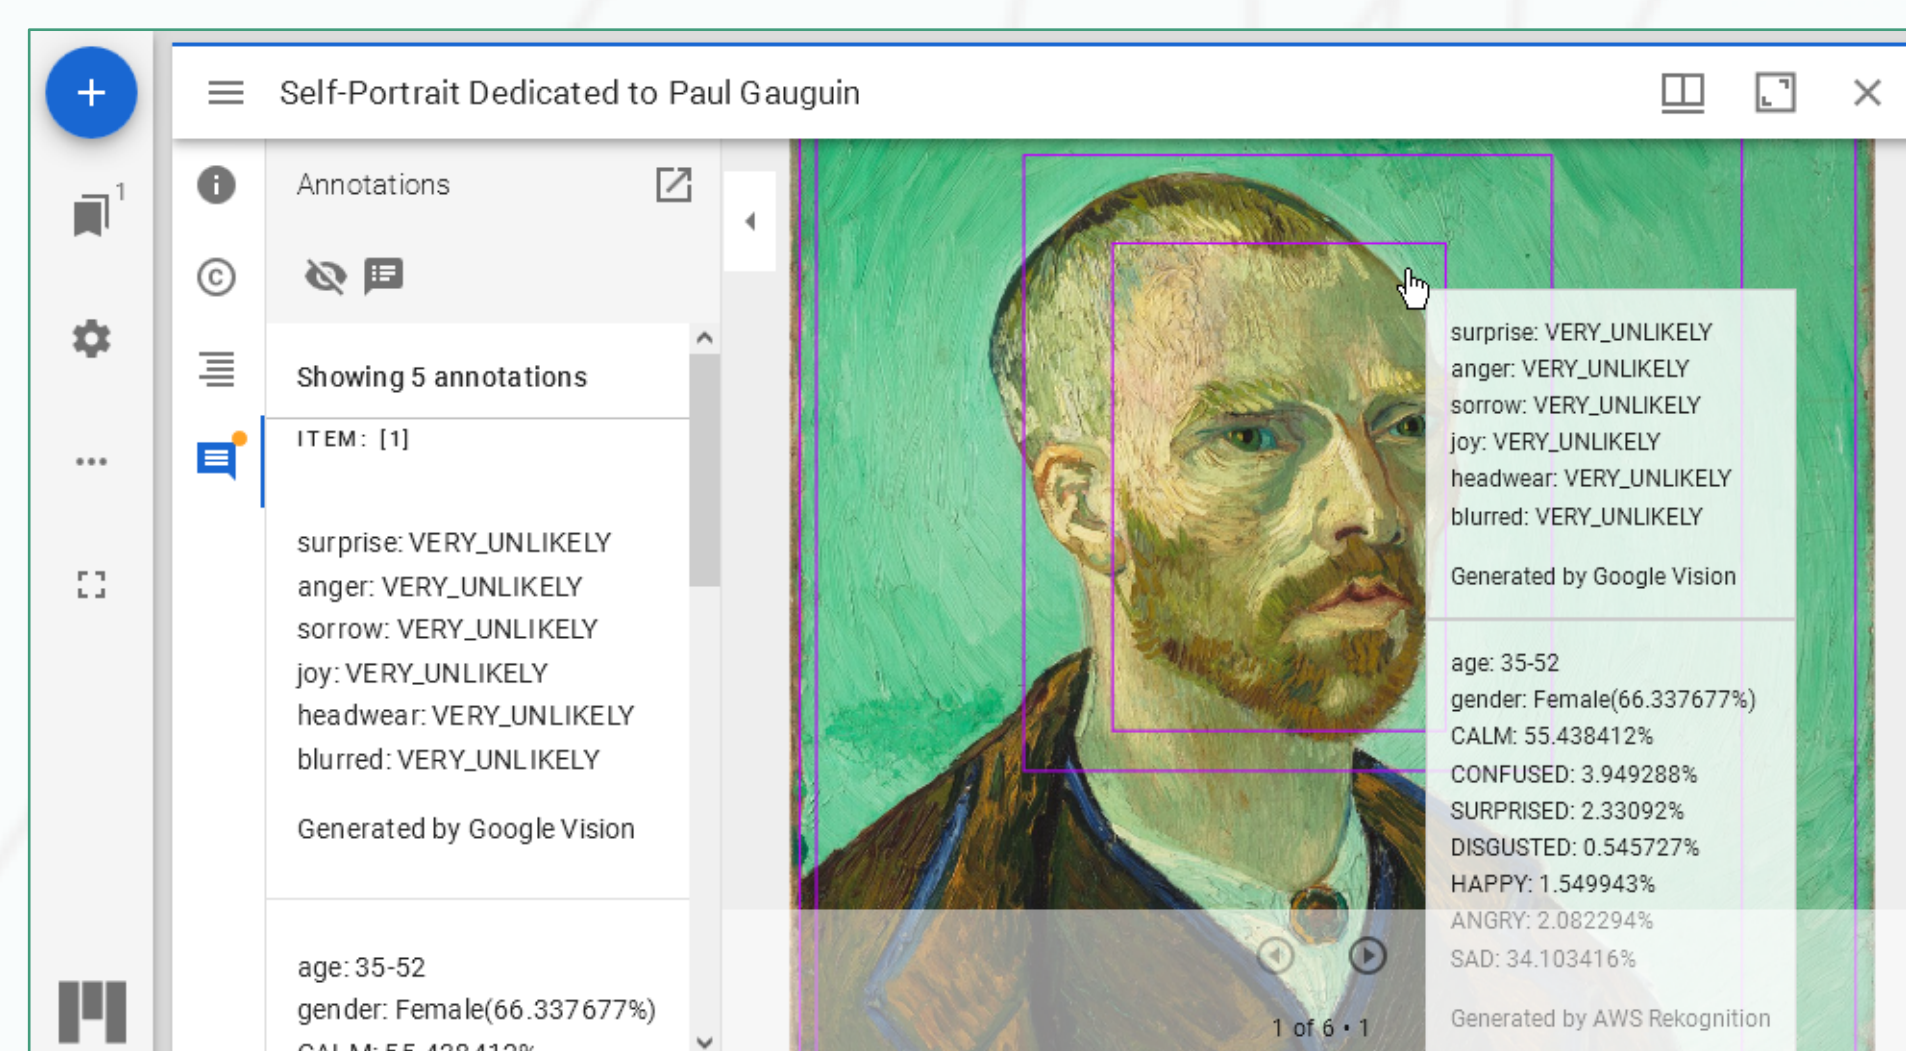 Self-Portrait Dedicated to Paul Gauguin
1
Annotations
Showing 5 annotations
ITEM: [1]
surprise: VERY_UNLIKELY
anger: VERY_UNLIKELY
sorrow: VERY_UNLIKELY
joy: VERY_UNLIKELY
headwear: VERY_UNLIKELY
blurred: VERY_UNLIKELY
Generated by Google Vision
age: 35-52
gender: Female(66.337677%)
CALM: 55.438412%
surprise: VERY_UNLIKELY
anger: VERY_UNLIKELY
sorrow: VERY_UNLIKELY
joy: VERY_UNLIKELY
headwear: VERY_UNLIKELY
blurred: VERY_UNLIKELY
Generated by Google Vision
age: 35-52
gender: Female(66.337677%)
CALM: 55.438412%
CONFUSED: 3.949288%
SURPRISED: 2.33092%
DISGUSTED: 0.545727%
HAPPY: 1.549943%
ANGRY: 2.082294%
SAD: 34.103416%
Generated by AWS Rekognition
1 of 6 • 1